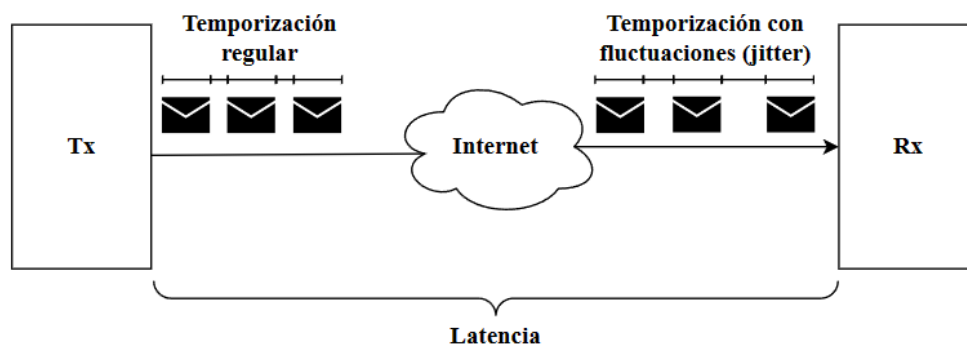 Temporización
regular
Temporización con
fluctuaciones (jitter)
Tx
Internet
Rx
Latencia